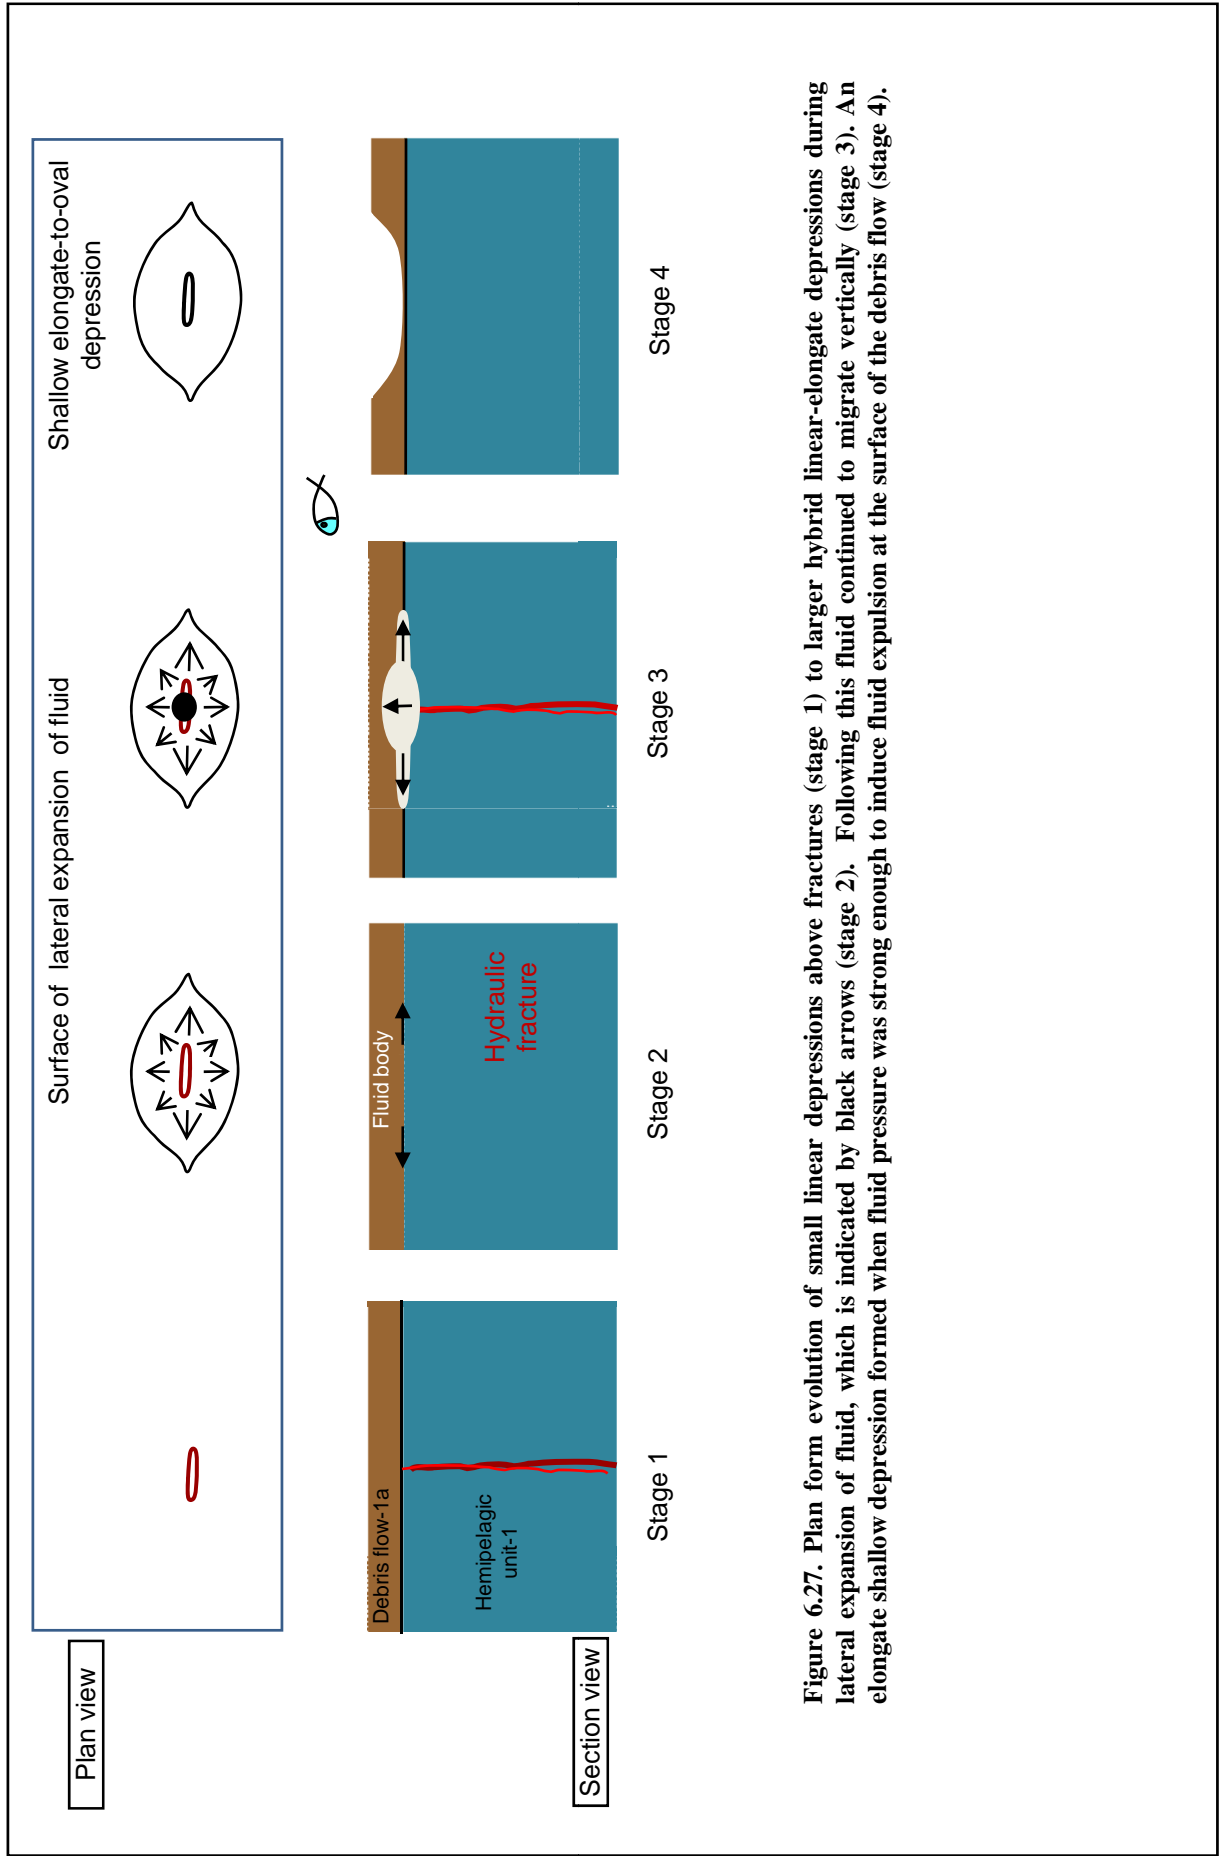 Plan view
Surface of lateral expansion of fluid
Shallow elongate-to-oval
depression
Debris flow-1a
Hemipelagic
unit-1
Fluid body
Hydraulic
fracture
Section view
Stage 1
Stage 2
Stage 3
Stage 4
Figure 6.27. Plan form evolution of small linear depressions above fractures (stage 1) to larger hybrid linear-elongate depressions during
lateral expansion of fluid, which is indicated by black arrows (stage 2). Following this fluid continued to migrate vertically (stage 3). An
elongate shallow depression formed when fluid pressure was strong enough to induce fluid expulsion at the surface of the debris flow (stage 4).